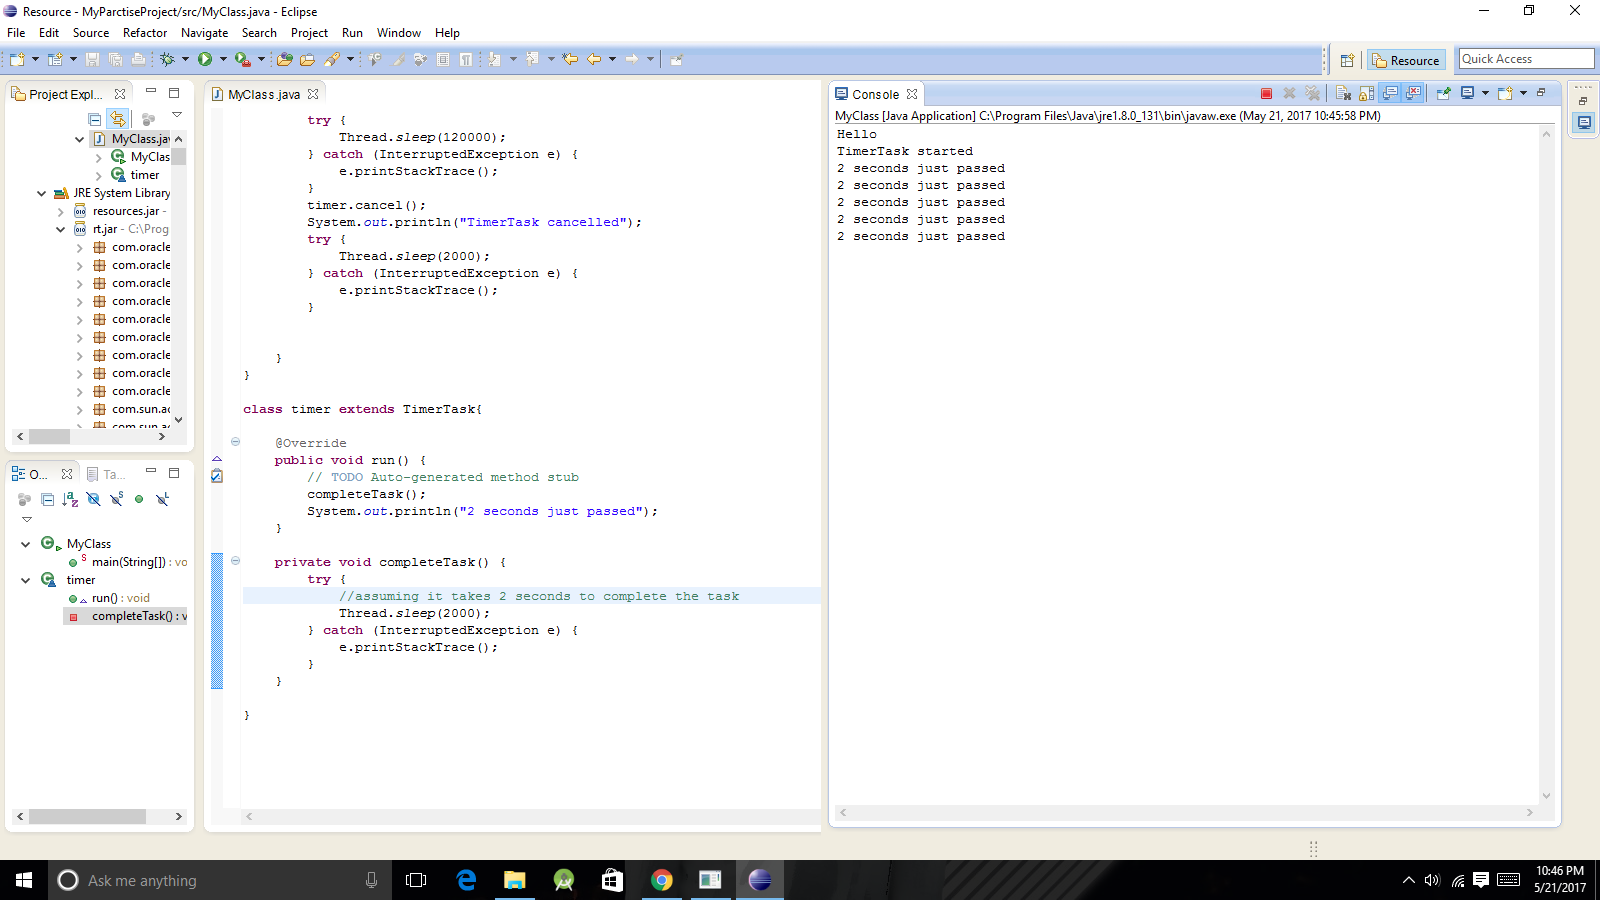 Resource - MyParctiseProject/src/MyClass.java - Eclipse
File Edit Source Refactor Navigate Search Project Run Window Help
Resource
Quick Access
Project Expl...
MyClass.jav
MyClas
timer
JRE System Library
resources.jar -
rt.jar - C:\Prog
com.oracle
com.oracle
com.oracle
com.oracle
com.oracle
com.oracle
com.oracle
com.oracle
com.oracle
com.sun.ac
O...
Ta...
MyClass
main(String[]) : vo
timer
run() : void
completeTask() : v
MyClass.java
try {
Thread.sleep(120000);
} catch (InterruptedException e) {
e.printStackTrace();
}
timer.cancel();
System.out.println("TimerTask cancelled");
try {
Thread.sleep(2000);
} catch (InterruptedException e) {
e.printStackTrace();
}
}
}
class timer extends TimerTask{
@Override
public void run() {
// TODO Auto-generated method stub
completeTask();
System.out.println("2 seconds just passed");
}
private void completeTask() {
try {
//assuming it takes 2 seconds to complete the task
Thread.sleep(2000);
} catch (InterruptedException e) {
e.printStackTrace();
}
}
}
Console
MyClass [Java Application] C:\Program Files\Java\jre1.8.0_131\bin\javaw.exe (May 21, 2017 10:45:58 PM)
Hello
TimerTask started
2 seconds just passed
2 seconds just passed
2 seconds just passed
2 seconds just passed
2 seconds just passed
Ask me anything
10:46 PM
5/21/2017